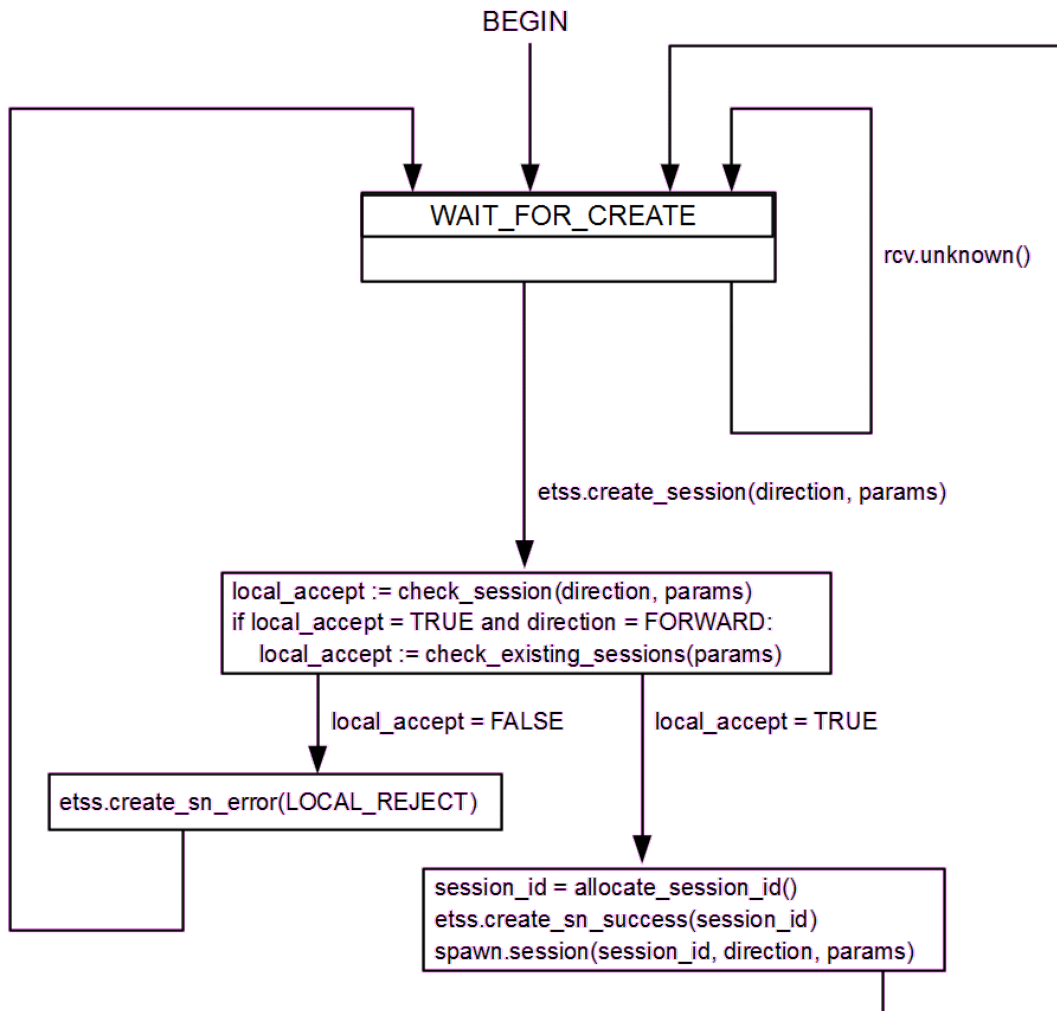 BEGIN
WAIT_FOR_CREATE
rcv.unknown()
etss.create_session(direction, params)
local_accept := check_session(direction, params)
if local_accept = TRUE and direction = FORWARD:
local_accept := check_existing_sessions(params)
local_accept = FALSE
local_accept = TRUE
etss.create_sn_error(LOCAL_REJECT)
session_id = allocate_session_id()
etss.create_sn_success(session_id)
spawn.session(session_id, direction, params)